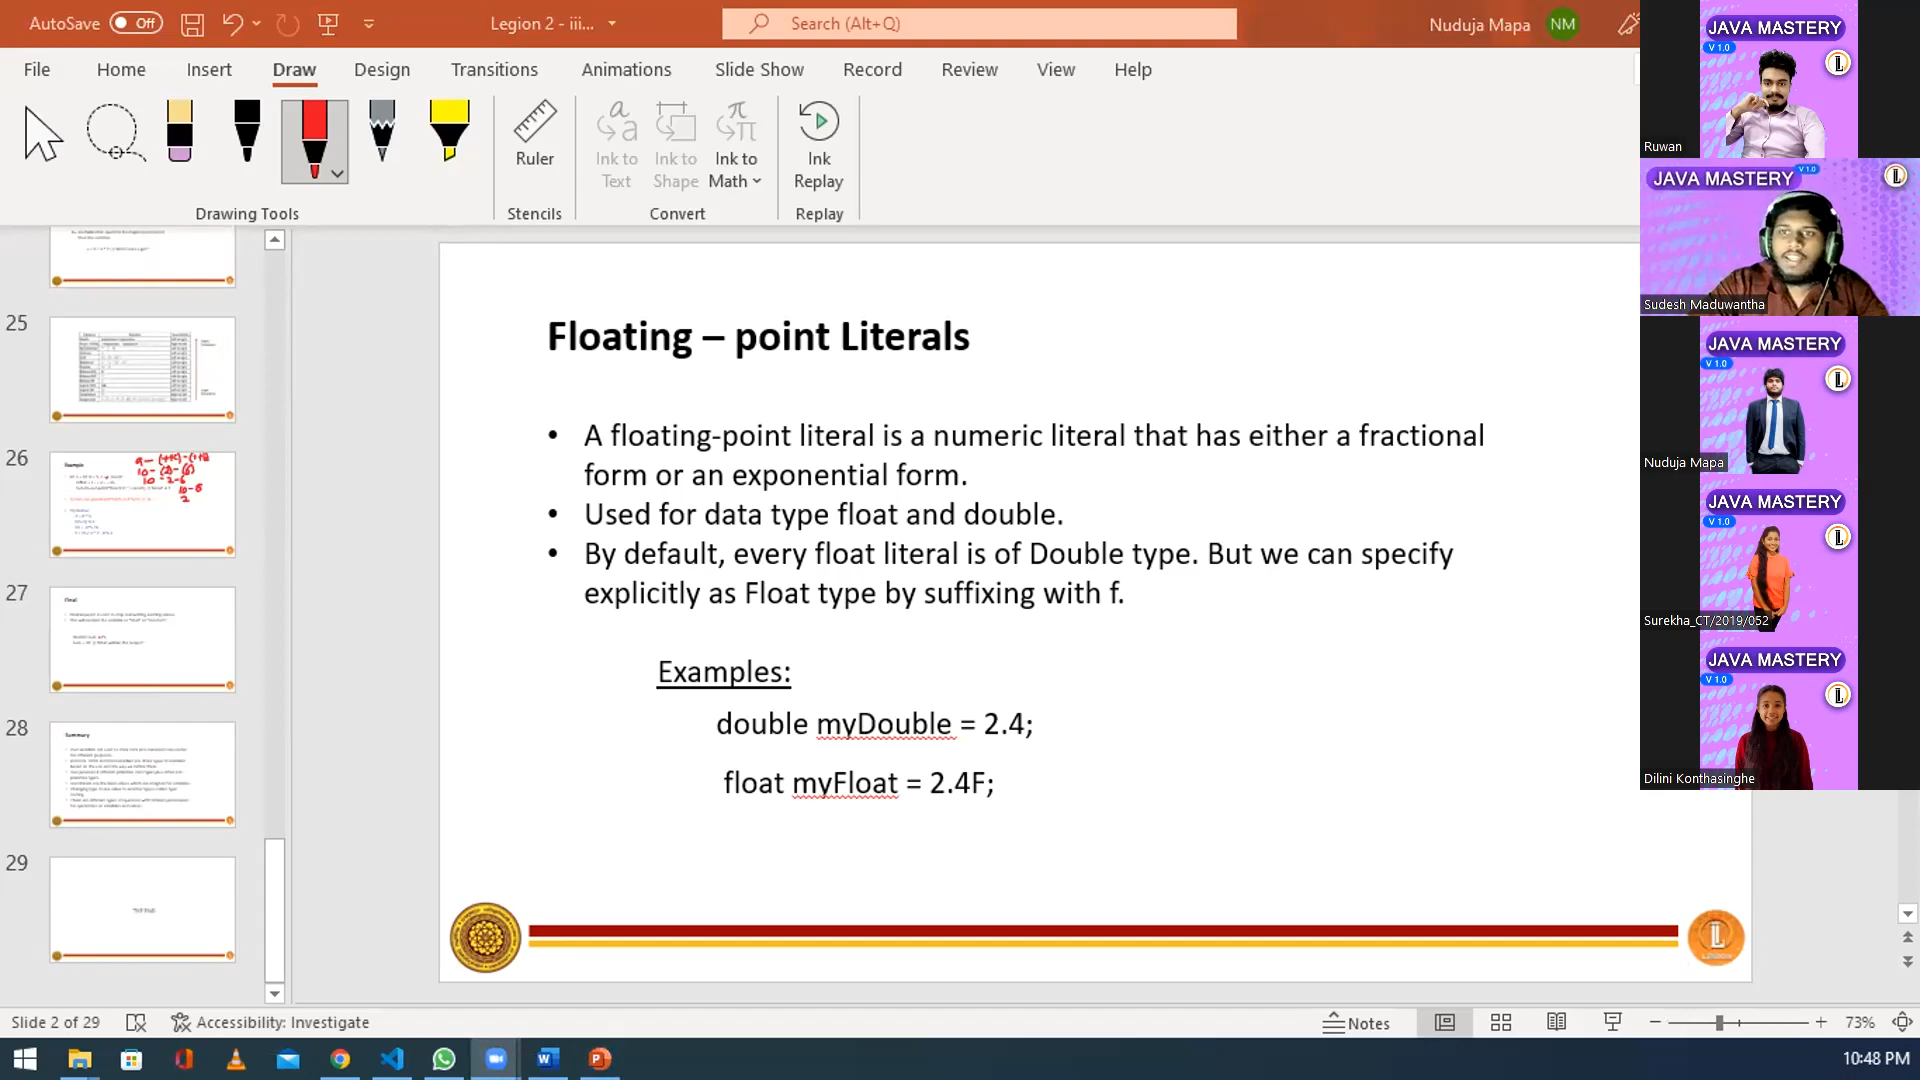 AutoSave Off
Legion 2 - iii...
Search (Alt+Q)
Nuduja Mapa NM
File Home Insert Draw Design Transitions Animations Slide Show Record Review View Help
Ruler
Ink to Text
Ink to Shape
Ink to Math
Ink Replay
Drawing Tools
Stencils
Convert
Replay
25
26
Example
27
Final
28
Summary
29
THE END
Floating – point Literals
• A floating-point literal is a numeric literal that has either a fractional
form or an exponential form.
• Used for data type float and double.
• By default, every float literal is of Double type. But we can specify
explicitly as Float type by suffixing with f.
Examples:
double myDouble = 2.4;
float myFloat = 2.4F;
JAVA MASTERY
V 1.0
Ruwan
JAVA MASTERY V 1.0
Sudesh Maduwantha
JAVA MASTERY
V 1.0
Nuduja Mapa
JAVA MASTERY
V 1.0
Surekha_CT/2019/052
JAVA MASTERY
V 1.0
Dilini Konthasinghe
Slide 2 of 29
Accessibility: Investigate
Notes
73%
10:48 PM